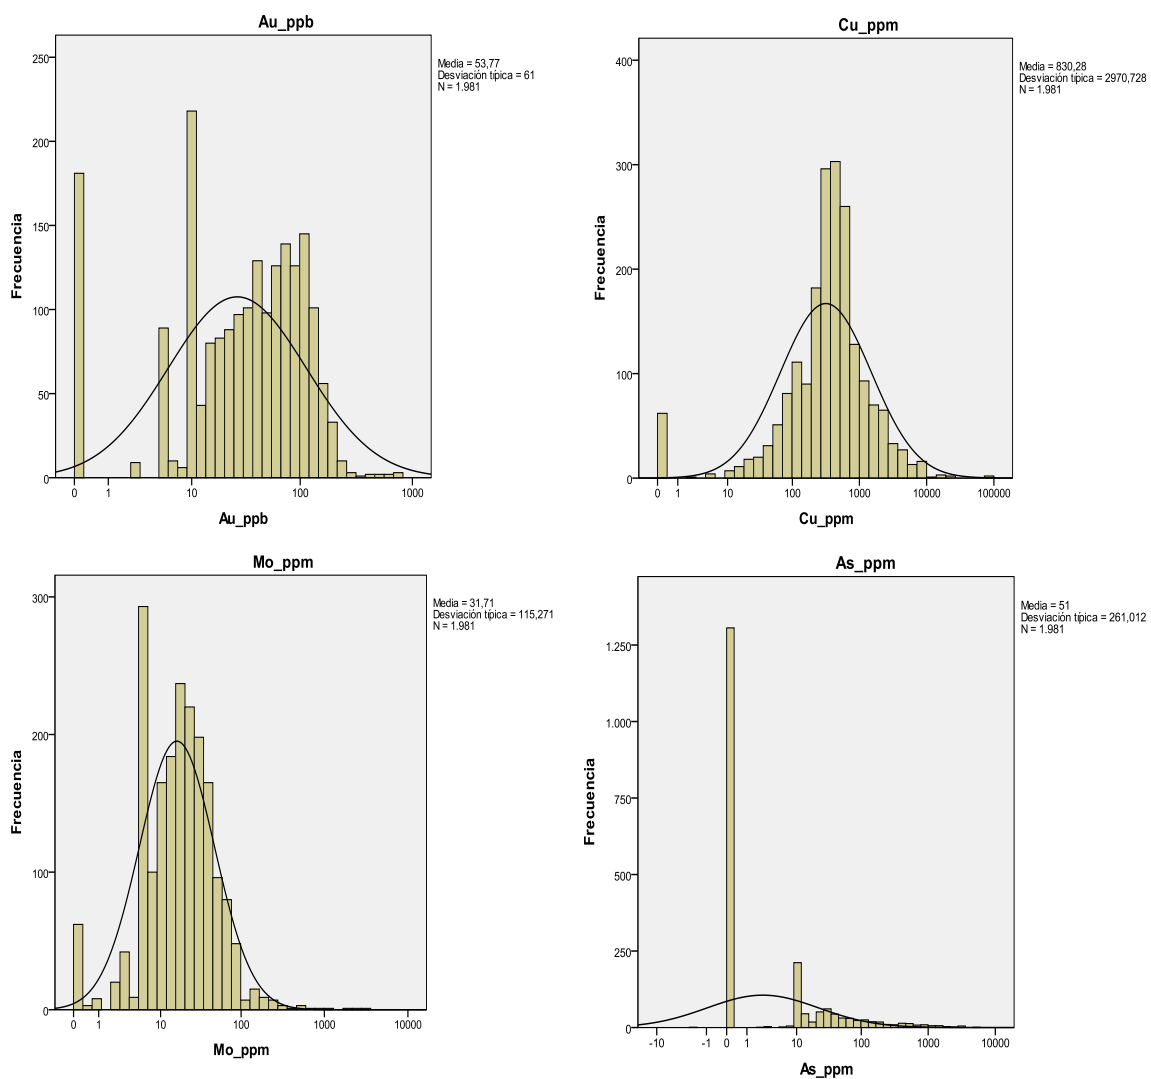 Au_ppb
Media = 53,77
Desviación típica = 61
N = 1.981
Frecuencia
250
200
150
100
50
0
0 1 10 100 1000
Au_ppb
Cu_ppm
Media = 830,28
Desviación típica = 2970,728
N = 1.981
Frecuencia
400
300
200
100
0
0 1 10 100 1000 10000 100000
Cu_ppm
Mo_ppm
Media = 31,71
Desviación típica = 115,271
N = 1.981
Frecuencia
300
200
100
0
0 1 10 100 1000 10000
Mo_ppm
As_ppm
Media = 51
Desviación típica = 261,012
N = 1.981
Frecuencia
1.250
1.000
750
500
250
0
-10 -1 0 1 10 100 1000 10000
As_ppm